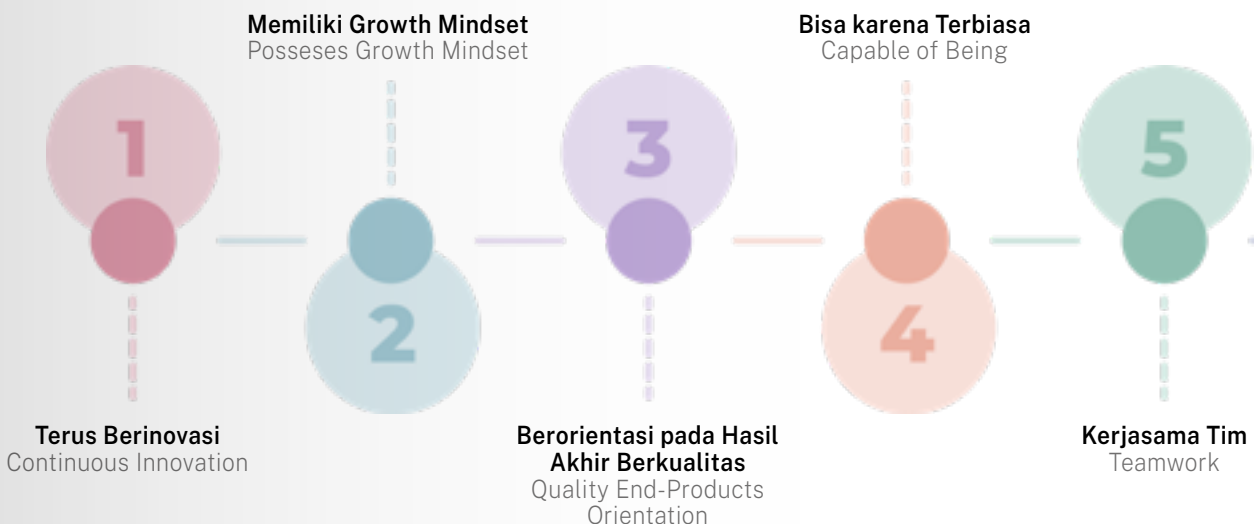 Memiliki Growth Mindset
Posseses Growth Mindset
Bisa karena Terbiasa
Capable of Being
1
2
3
4
5
Terus Berinovasi
Continuous Innovation
Berorientasi pada Hasil
Akhir Berkualitas
Quality End-Products
Orientation
Kerjasama Tim
Teamwork